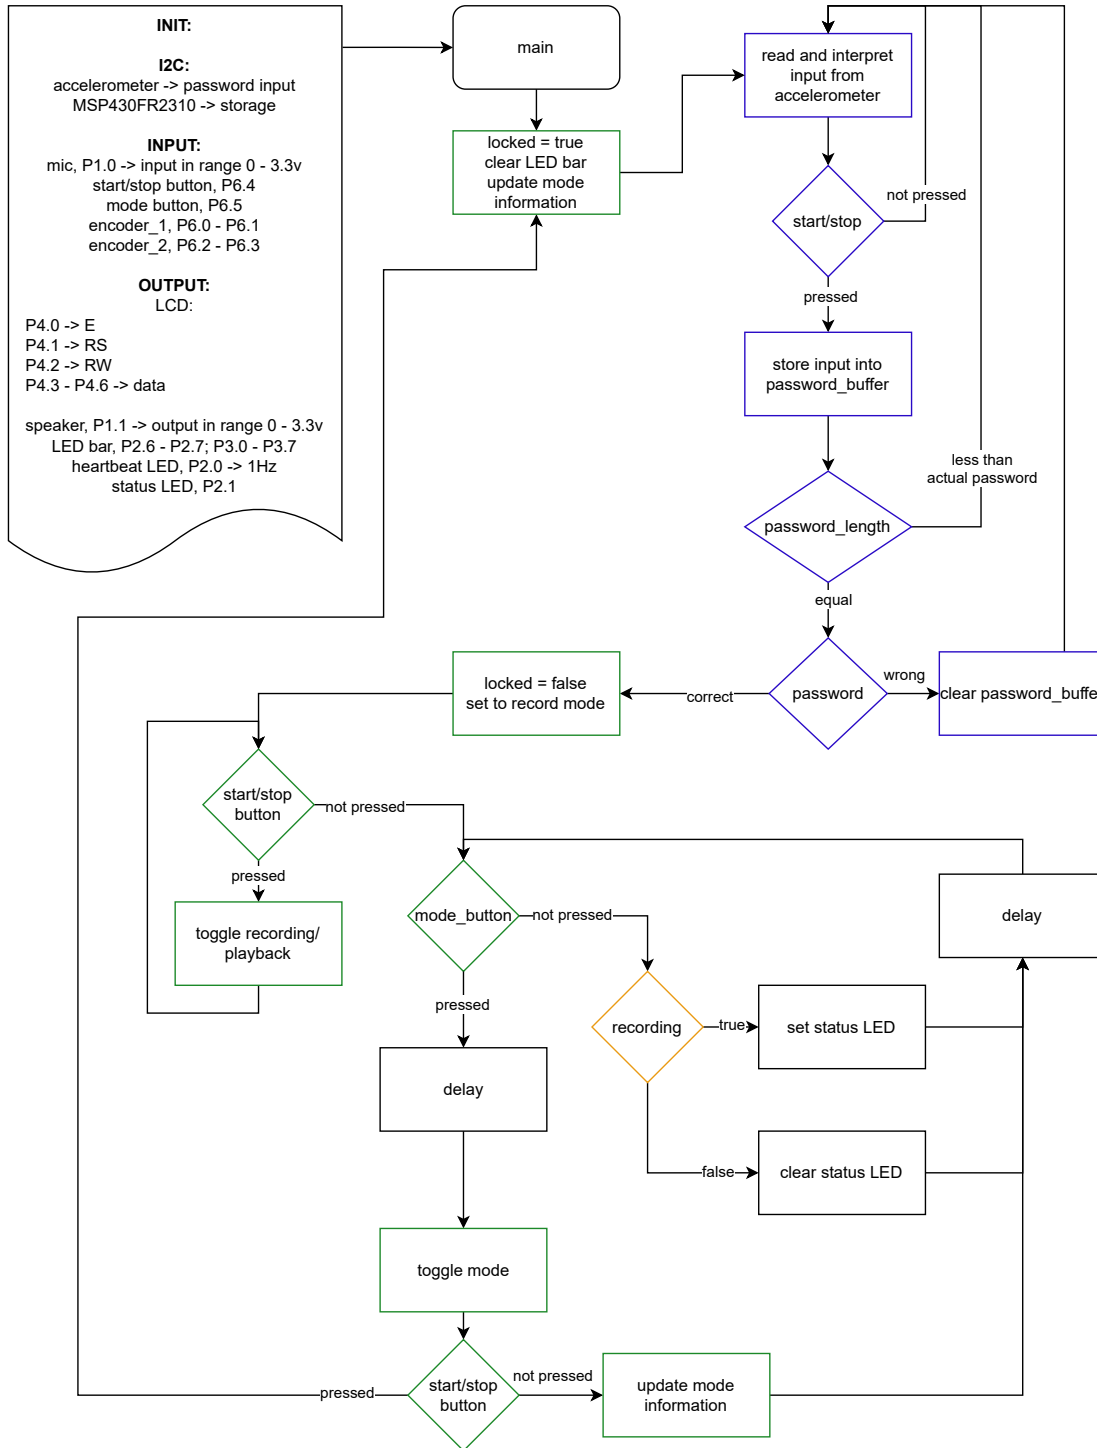 INIT:
I2C:
accelerometer -> password input
MSP430FR2310 -> storage
INPUT:
mic, P1.0 -> input in range 0 - 3.3v
start/stop button, P6.4
mode button, P6.5
encoder_1, P6.0 - P6.1
encoder_2, P6.2 - P6.3
OUTPUT:
LCD:
P4.0 -> E
P4.1 -> RS
P4.2 -> RW
P4.3 - P4.6 -> data
speaker, P1.1 -> output in range 0 - 3.3v
LED bar, P2.6 - P2.7; P3.0 - P3.7
heartbeat LED, P2.0 -> 1Hz
status LED, P2.1
main
locked = true
clear LED bar
update mode
information
read and interpret
input from
accelerometer
start/stop
not pressed
pressed
store input into
password_buffer
password_length
less than
actual password
equal
password
wrong
clear password_buffe
correct
locked = false
set to record mode
start/stop
button
not pressed
pressed
toggle recording/
playback
mode_button
not pressed
pressed
delay
recording
true
set status LED
false
clear status LED
delay
toggle mode
start/stop
button
pressed
not pressed
update mode
information